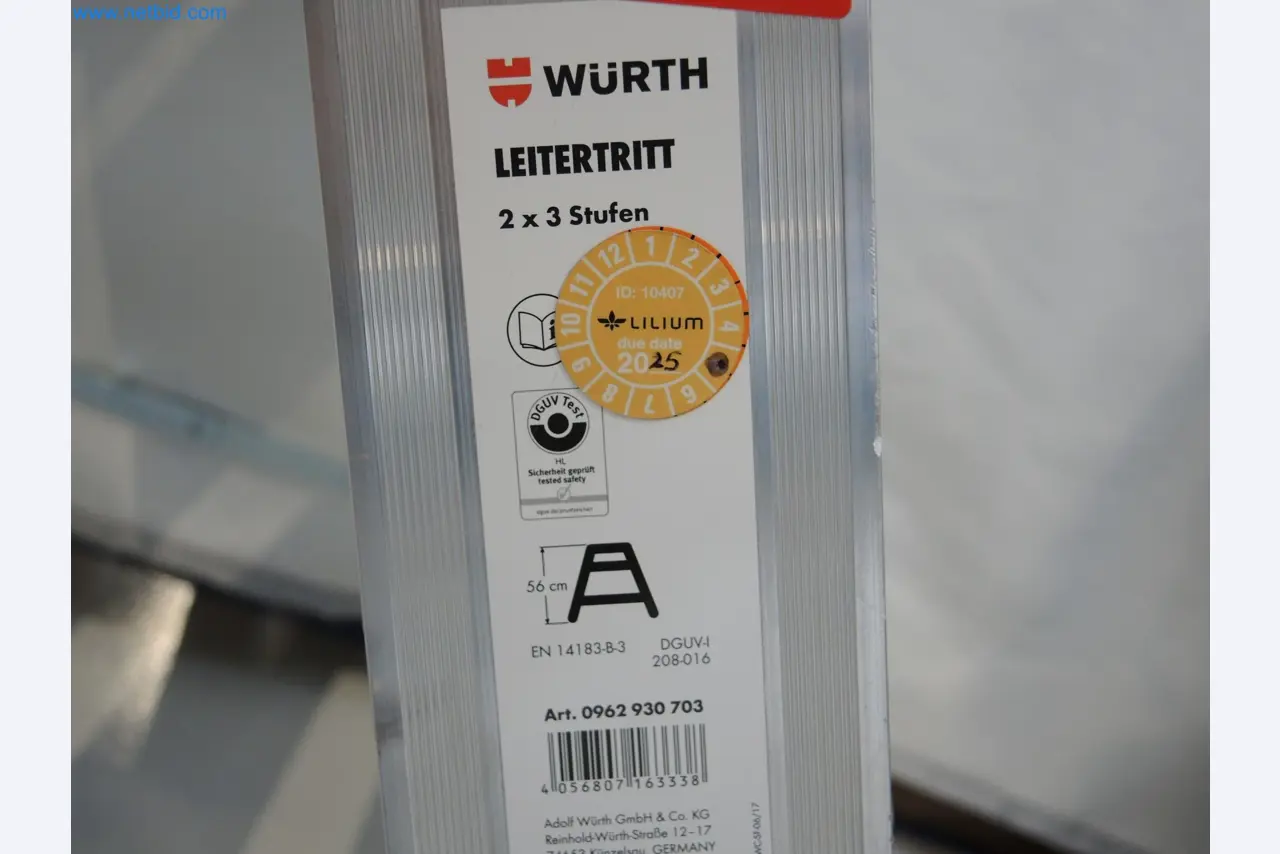 www.netbid.com
WÜRTH
LEITERTRITT
2 x 3 Stufen
12 1 2 3 4 6 7 8 9 10 11
ID: 10407
LILIUM
due date
2025
i
DGUV Test
HL
Sicherheit geprüft
tested safety
56 cm
EN 14183-B-3
DGUV-I
208-016
Art. 0962 930 703
4 056807 163338
Adolf Würth GmbH & Co. KG
Reinhold-Würth-Straße 12–17
74653 Künzelsau, GERMANY